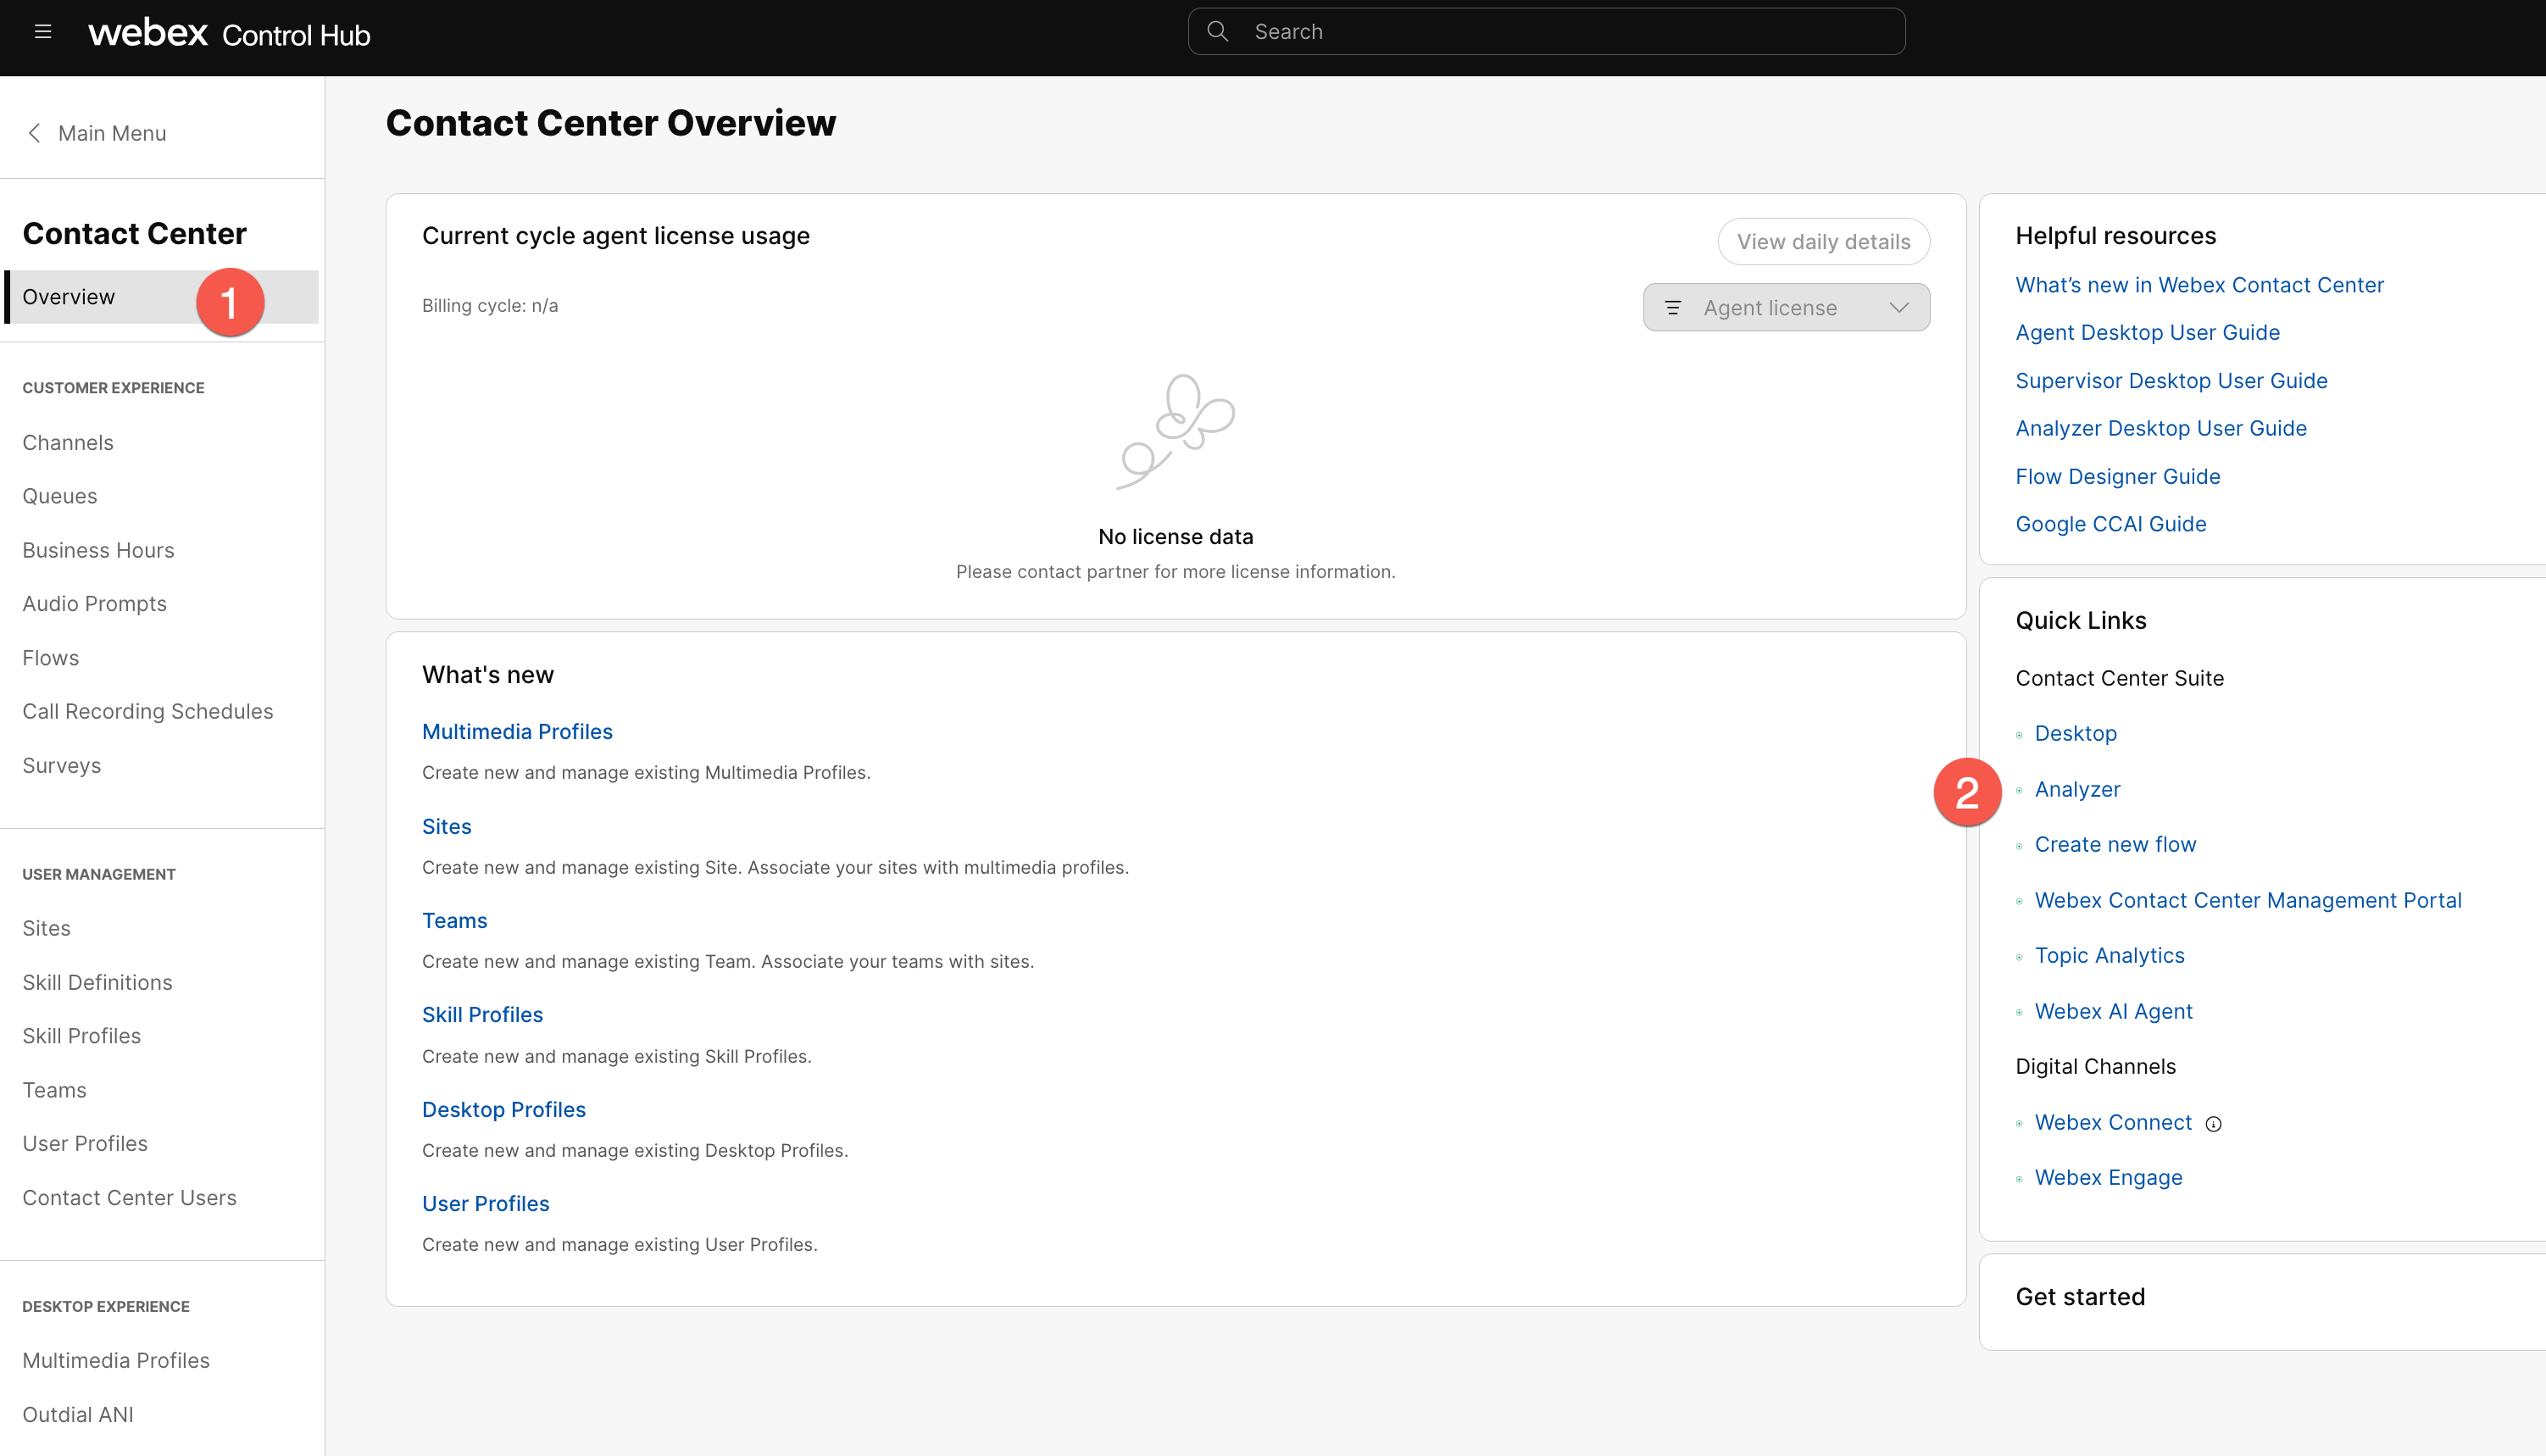 webex Control Hub
Search
Main Menu
Contact Center
Overview
1
CUSTOMER EXPERIENCE
Channels
Queues
Business Hours
Audio Prompts
Flows
Call Recording Schedules
Surveys
USER MANAGEMENT
Sites
Skill Definitions
Skill Profiles
Teams
User Profiles
Contact Center Users
DESKTOP EXPERIENCE
Multimedia Profiles
Outdial ANI
Contact Center Overview
Current cycle agent license usage
View daily details
Billing cycle: n/a
Agent license
No license data
Please contact partner for more license information.
What's new
Multimedia Profiles
Create new and manage existing Multimedia Profiles.
Sites
Create new and manage existing Site. Associate your sites with multimedia profiles.
Teams
Create new and manage existing Team. Associate your teams with sites.
Skill Profiles
Create new and manage existing Skill Profiles.
Desktop Profiles
Create new and manage existing Desktop Profiles.
User Profiles
Create new and manage existing User Profiles.
Helpful resources
What’s new in Webex Contact Center
Agent Desktop User Guide
Supervisor Desktop User Guide
Analyzer Desktop User Guide
Flow Designer Guide
Google CCAI Guide
Quick Links
Contact Center Suite
Desktop
2
Analyzer
Create new flow
Webex Contact Center Management Portal
Topic Analytics
Webex AI Agent
Digital Channels
Webex Connect
Webex Engage
Get started